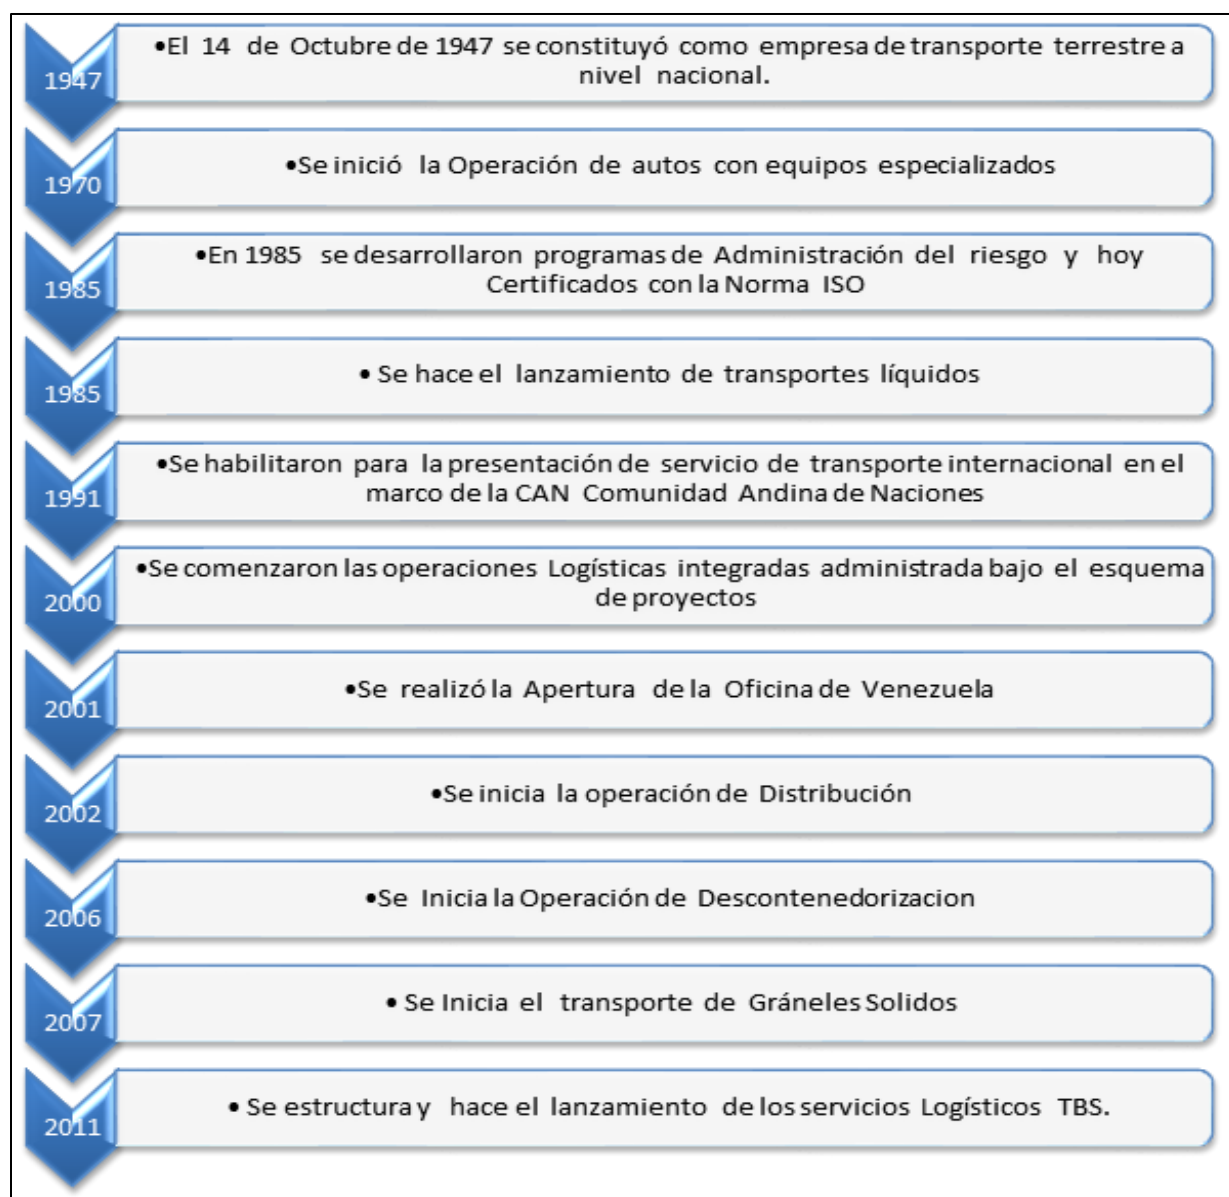 1947
•El 14 de Octubre de 1947 se constituyó como empresa de transporte terrestre a
nivel nacional.
1970
•Se inició la Operación de autos con equipos especializados
1985
•En 1985 se desarrollaron programas de Administración del riesgo y hoy
Certificados con la Norma ISO
1985
• Se hace el lanzamiento de transportes líquidos
1991
•Se habilitaron para la presentación de servicio de transporte internacional en el
marco de la CAN Comunidad Andina de Naciones
2000
•Se comenzaron las operaciones Logísticas integradas administrada bajo el esquema
de proyectos
2001
•Se realizó la Apertura de la Oficina de Venezuela
2002
•Se inicia la operación de Distribución
2006
•Se Inicia la Operación de Descontenedorizacion
2007
• Se Inicia el transporte de Gráneles Solidos
2011
• Se estructura y hace el lanzamiento de los servicios Logísticos TBS.